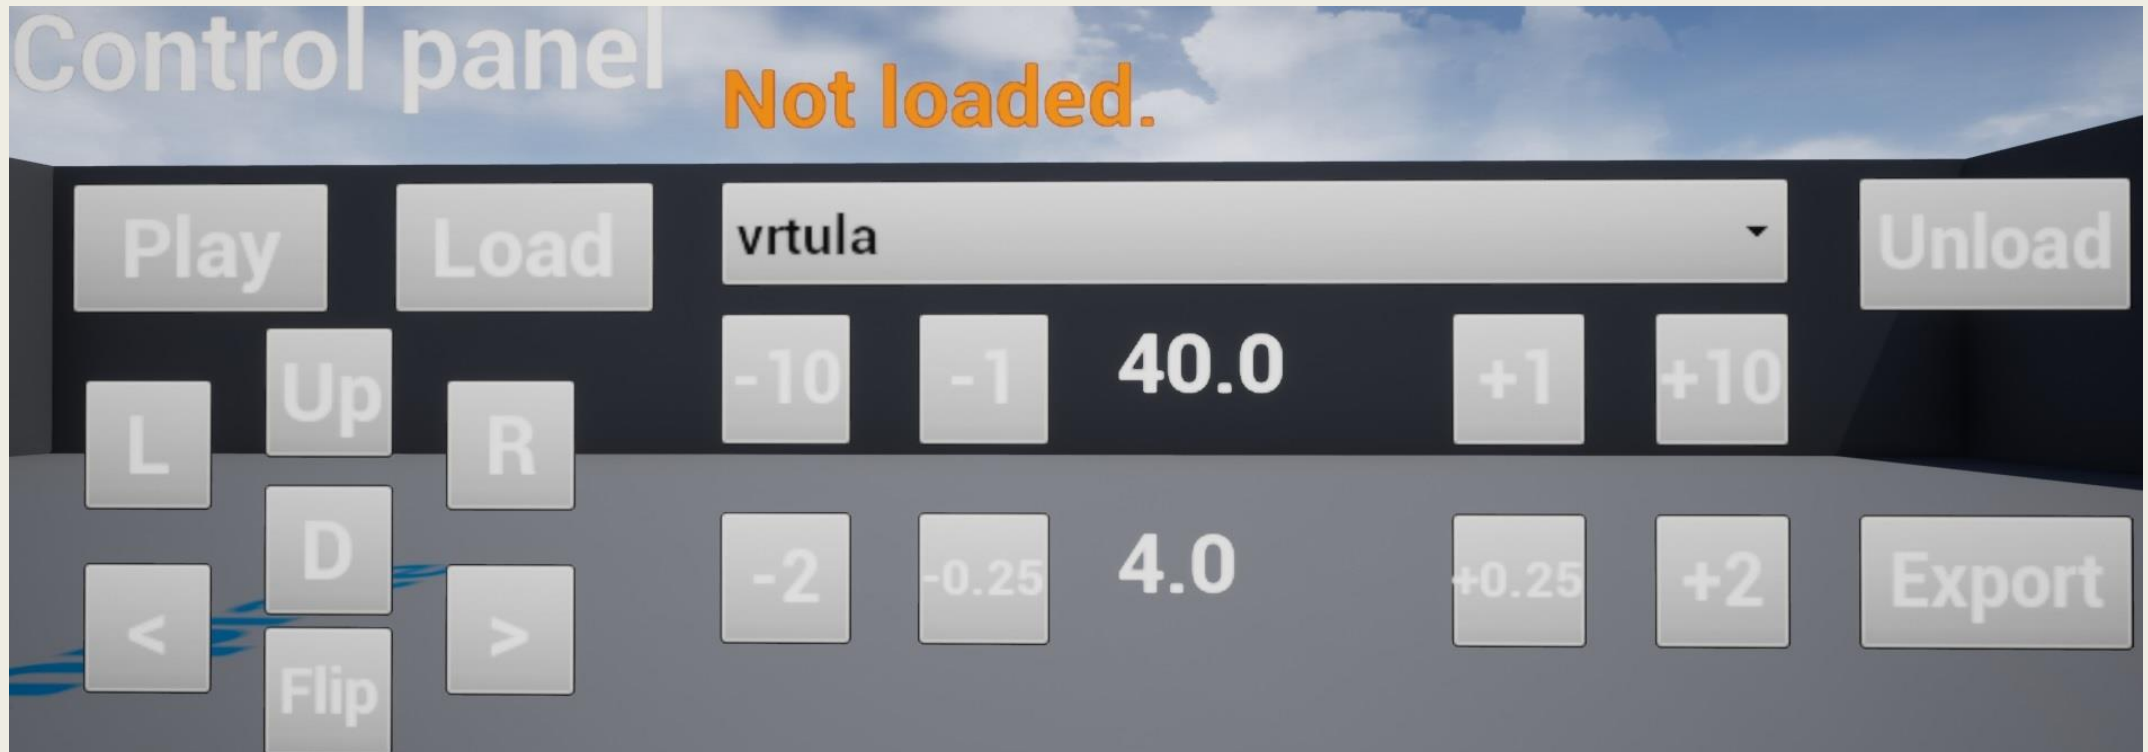 Control panel
Not loaded.
Play
Load
vrtula
Unload
-10
-1
40.0
+1
+10
Up
L
R
-2
-0.25
4.0
+0.25
+2
Export
D
<
>
Flip